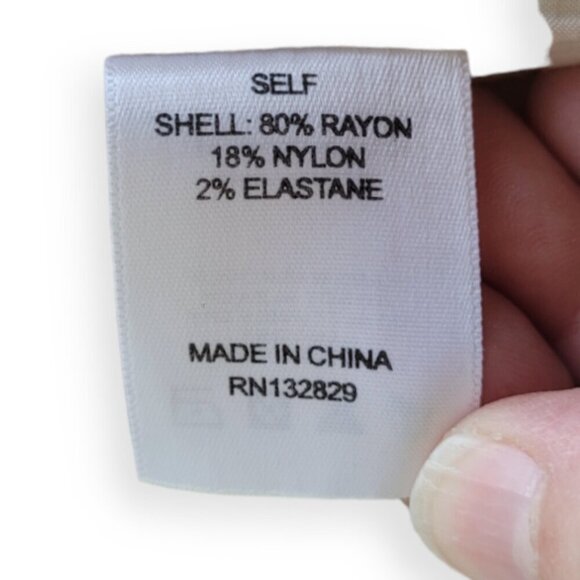 SELF
SHELL: 80% RAYON
18% NYLON
2% ELASTANE
MADE IN CHINA
RN132829